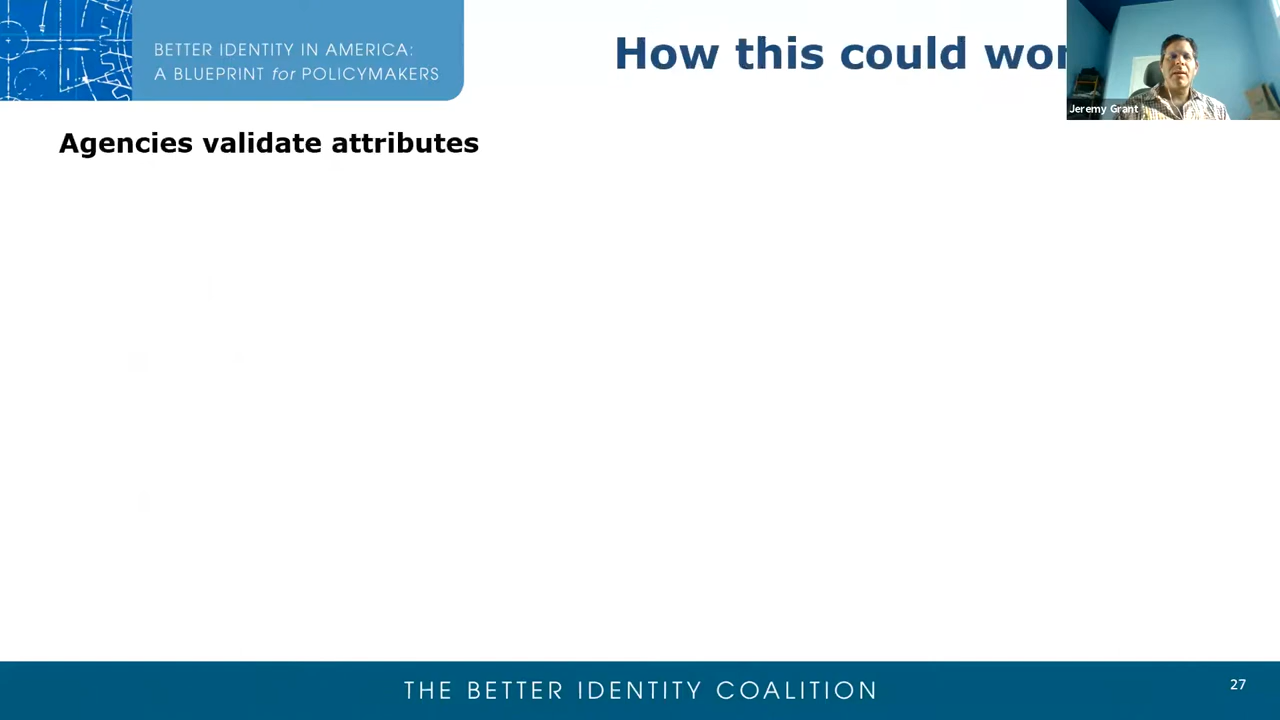 BETTER IDENTITY IN AMERICA:
A BLUEPRINT for POLICYMAKERS
How this could wor
Jeremy Grant
Agencies validate attributes
THE BETTER IDENTITY COALITION
27